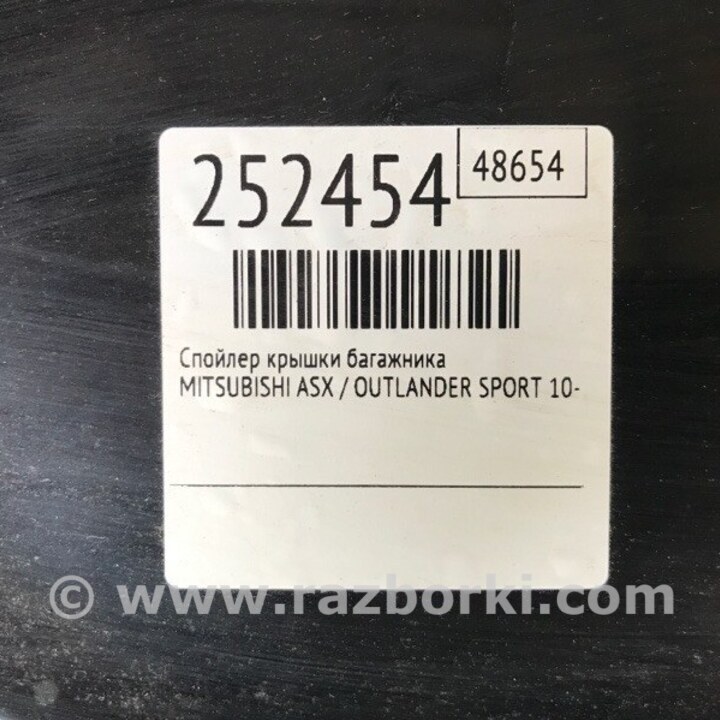 252454
48654
Спойлер крышки багажника
MITSUBISHI ASX / OUTLANDER SPORT 10-
© www.razborki.com